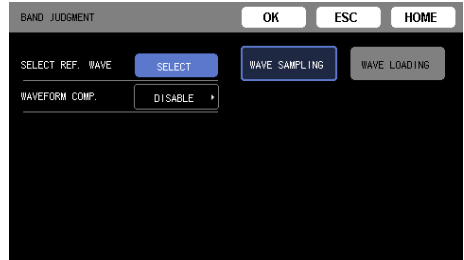 BAND JUDGMENT OK ESC HOME
SELECT REF. WAVE SELECT WAVE SAMPLING WAVE LOADING
WAVEFORM COMP. DISABLE